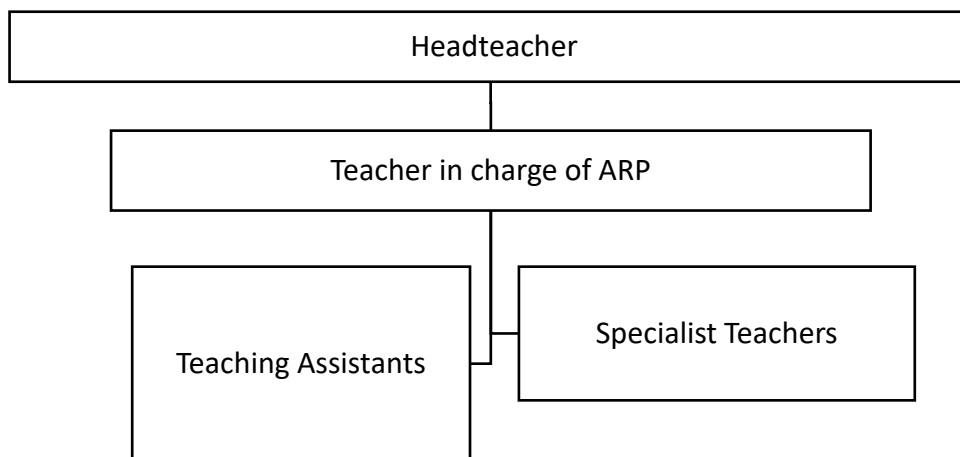 Headteacher
Teacher in charge of ARP
Specialist Teachers
Teaching Assistants